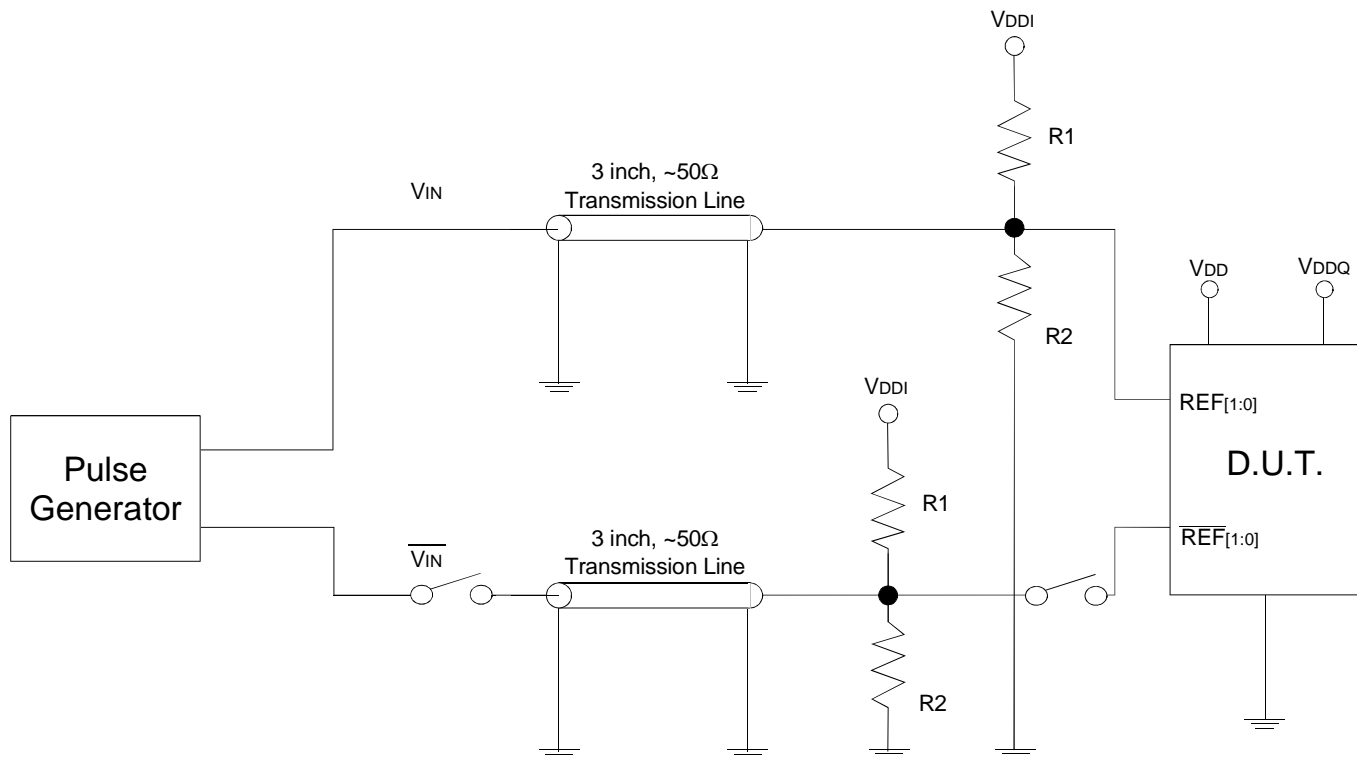 VDDI
R1
3 inch, ~50Ω
Transmission Line
VIN
R2
VDD
VDDQ
VDDI
REF[1:0]
Pulse
Generator
D.U.T.
R1
3 inch, ~50Ω
Transmission Line
VIN
REF[1:0]
R2